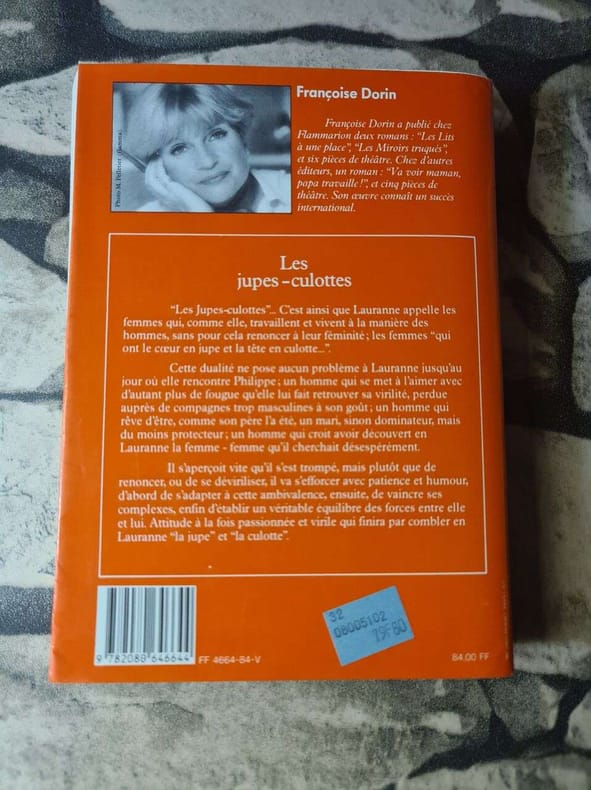 Photo M. Pelletier (Gamma)
Françoise Dorin
Françoise Dorin a publié chez
Flammarion deux romans : "Les Lits
à une place", "Les Miroirs truqués",
et six pièces de théâtre. Chez d'autres
éditeurs, un roman : "Va voir maman,
papa travaille !", et cinq pièces de
théâtre. Son œuvre connaît un succès
international.
Les
jupes-culottes
"Les Jupes-culottes"... C'est ainsi que Lauranne appelle les
femmes qui, comme elle, travaillent et vivent à la manière des
hommes, sans pour cela renoncer à leur féminité ; les femmes "qui
ont le cœur en jupe et la tête en culotte...".
Cette dualité ne pose aucun problème à Lauranne jusqu'au
jour où elle rencontre Philippe ; un homme qui se met à l'aimer avec
d'autant plus de fougue qu'elle lui fait retrouver sa virilité, perdue
auprès de compagnes trop masculines à son goût ; un homme qui
rêve d'être, comme son père l'a été, un mari, sinon dominateur, mais
du moins protecteur ; un homme qui croit avoir découvert en
Lauranne la femme - femme qu'il cherchait désespérément.
Il s'aperçoit vite qu'il s'est trompé, mais plutôt que de
renoncer, ou de se déviriliser, il va s'efforcer avec patience et humour,
d'abord de s'adapter à cette ambivalence, ensuite, de vaincre ses
complexes, enfin d'établir un véritable équilibre des forces entre elle
et lui. Attitude à la fois passionnée et virile qui finira par combler en
Lauranne "la jupe" et "la culotte".
9 782080 646644
FF 4664-84-V
32
08005102
79F60
84.00 FF